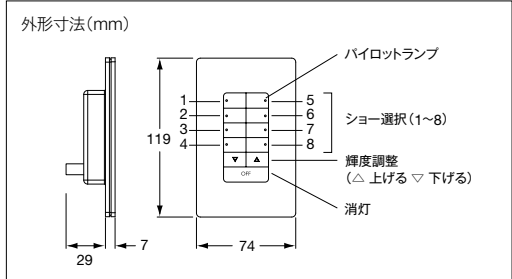 外形寸法(mm)
パイロットランプ
1
5
2
6
3
7
4
8
ショー選択(1~8)
119
▽ △
輝度調整
(△ 上げる ▽ 下げる)
OFF
消灯
7
29
74